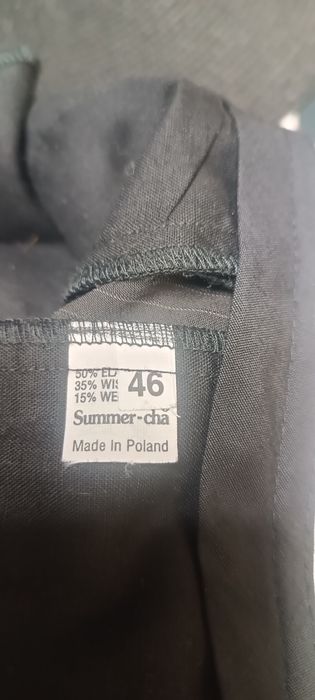 50% EL
35% WIS
15% WE
46
Summer-cha
Made In Poland